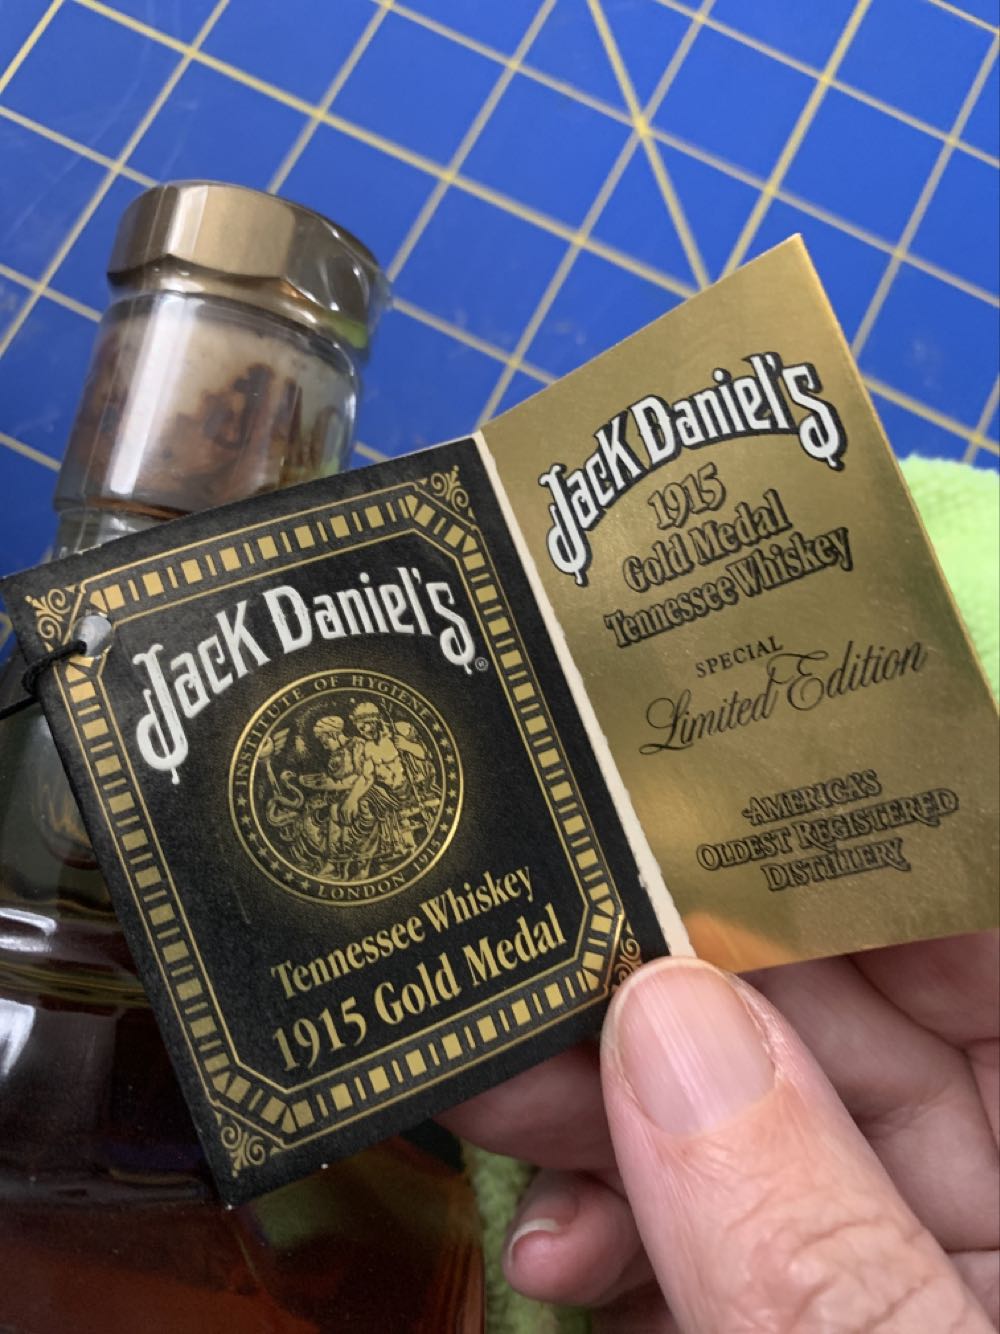 Jack Daniel's ®
INSTITUTE OF HYGIENE
LONDON 1915
Tennessee Whiskey
1915 Gold Medal
Jack Daniel's
1915
Gold Medal
Tennessee Whiskey
SPECIAL
Limited Edition
AMERICA'S
OLDEST REGISTERED
DISTILLERY